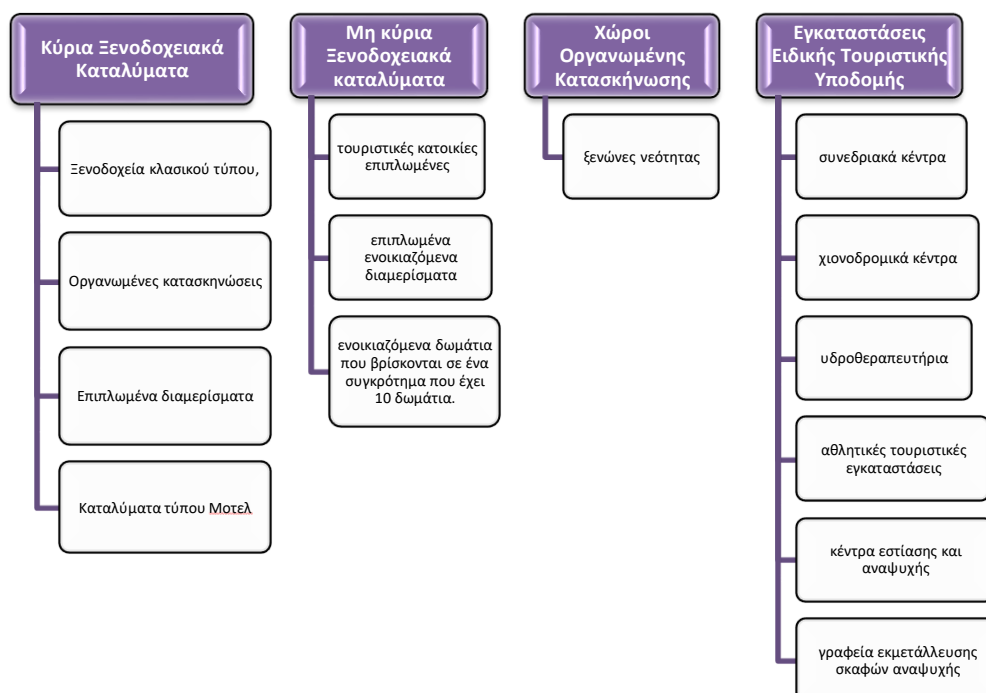 Κύρια Ξενοδοχειακά
Καταλύματα
Ξενοδοχεία κλασικού τύπου,
Οργανωμένες κατασκηνώσεις
Επιπλωμένα διαμερίσματα
Καταλύματα τύπου Μοτελ
Μη κύρια
Ξενοδοχειακά
καταλύματα
τουριστικές κατοικίες
επιπλωμένες
επιπλωμένα
ενοικιαζόμενα
διαμερίσματα
ενοικιαζόμενα δωμάτια
που βρίσκονται σε ένα
συγκρότημα που έχει
10 δωμάτια.
Χώροι
Οργανωμένης
Κατασκήνωσης
ξενώνες νεότητας
Εγκαταστάσεις
Ειδικής Τουριστικής
Υποδομής
συνεδριακά κέντρα
χιονοδρομικά κέντρα
υδροθεραπευτήρια
αθλητικές τουριστικές
εγκαταστάσεις
κέντρα εστίασης και
αναψυχής
γραφεία εκμετάλλευσης
σκαφών αναψυχής